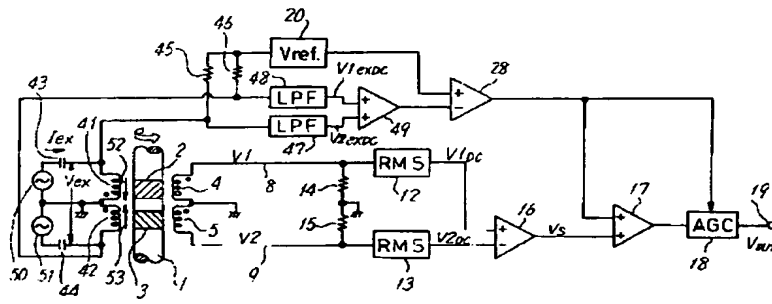 20
46
45
Vref.
28
48
V1exDC
LPF
49
43
LPF
47
V2exDC
Iex
41
52
e
2
V1
RMS
V1DC
4
8
14
12
17
19
Vex
16
Vs
AGC
Vout
15
18
50
51
42
53
5
V2
RMS
V2DC
44
3
1
9
13